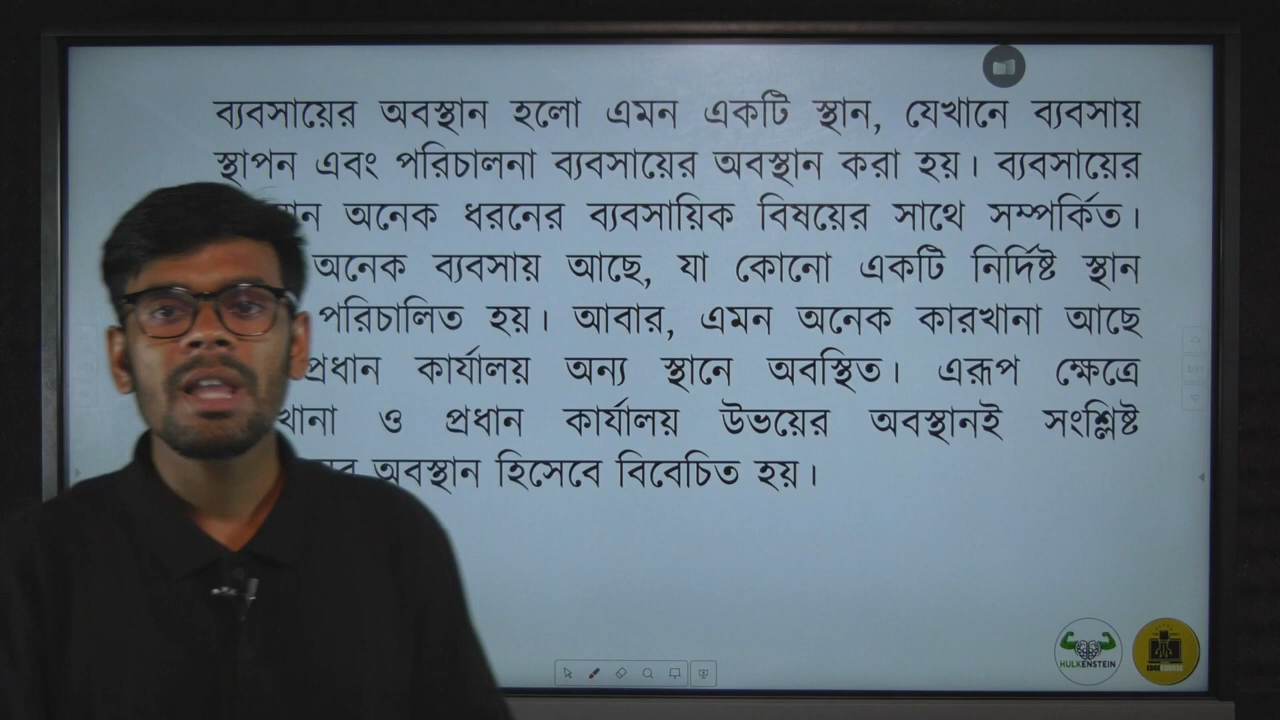 ব্যবসায়ের অবস্থান হলো এমন একটি স্থান, যেখানে ব্যবসায়
স্থাপন এবং পরিচালনা ব্যবসায়ের অবস্থান করা হয়। ব্যবসায়ের
অনেক ধরনের ব্যবসায়িক বিষয়ের সাথে সম্পর্কিত।
অনেক ব্যবসায় আছে, যা কোনো একটি নির্দিষ্ট স্থান
পরিচালিত হয়। আবার, এমন অনেক কারখানা আছে
প্রধান কার্যালয় অন্য স্থানে অবস্থিত। এরূপ ক্ষেত্রে
ও প্রধান কার্যালয় উভয়ের অবস্থানই সংশ্লিষ্ট
অবস্থান হিসেবে বিবেচিত হয়।
HULKENSTEIN